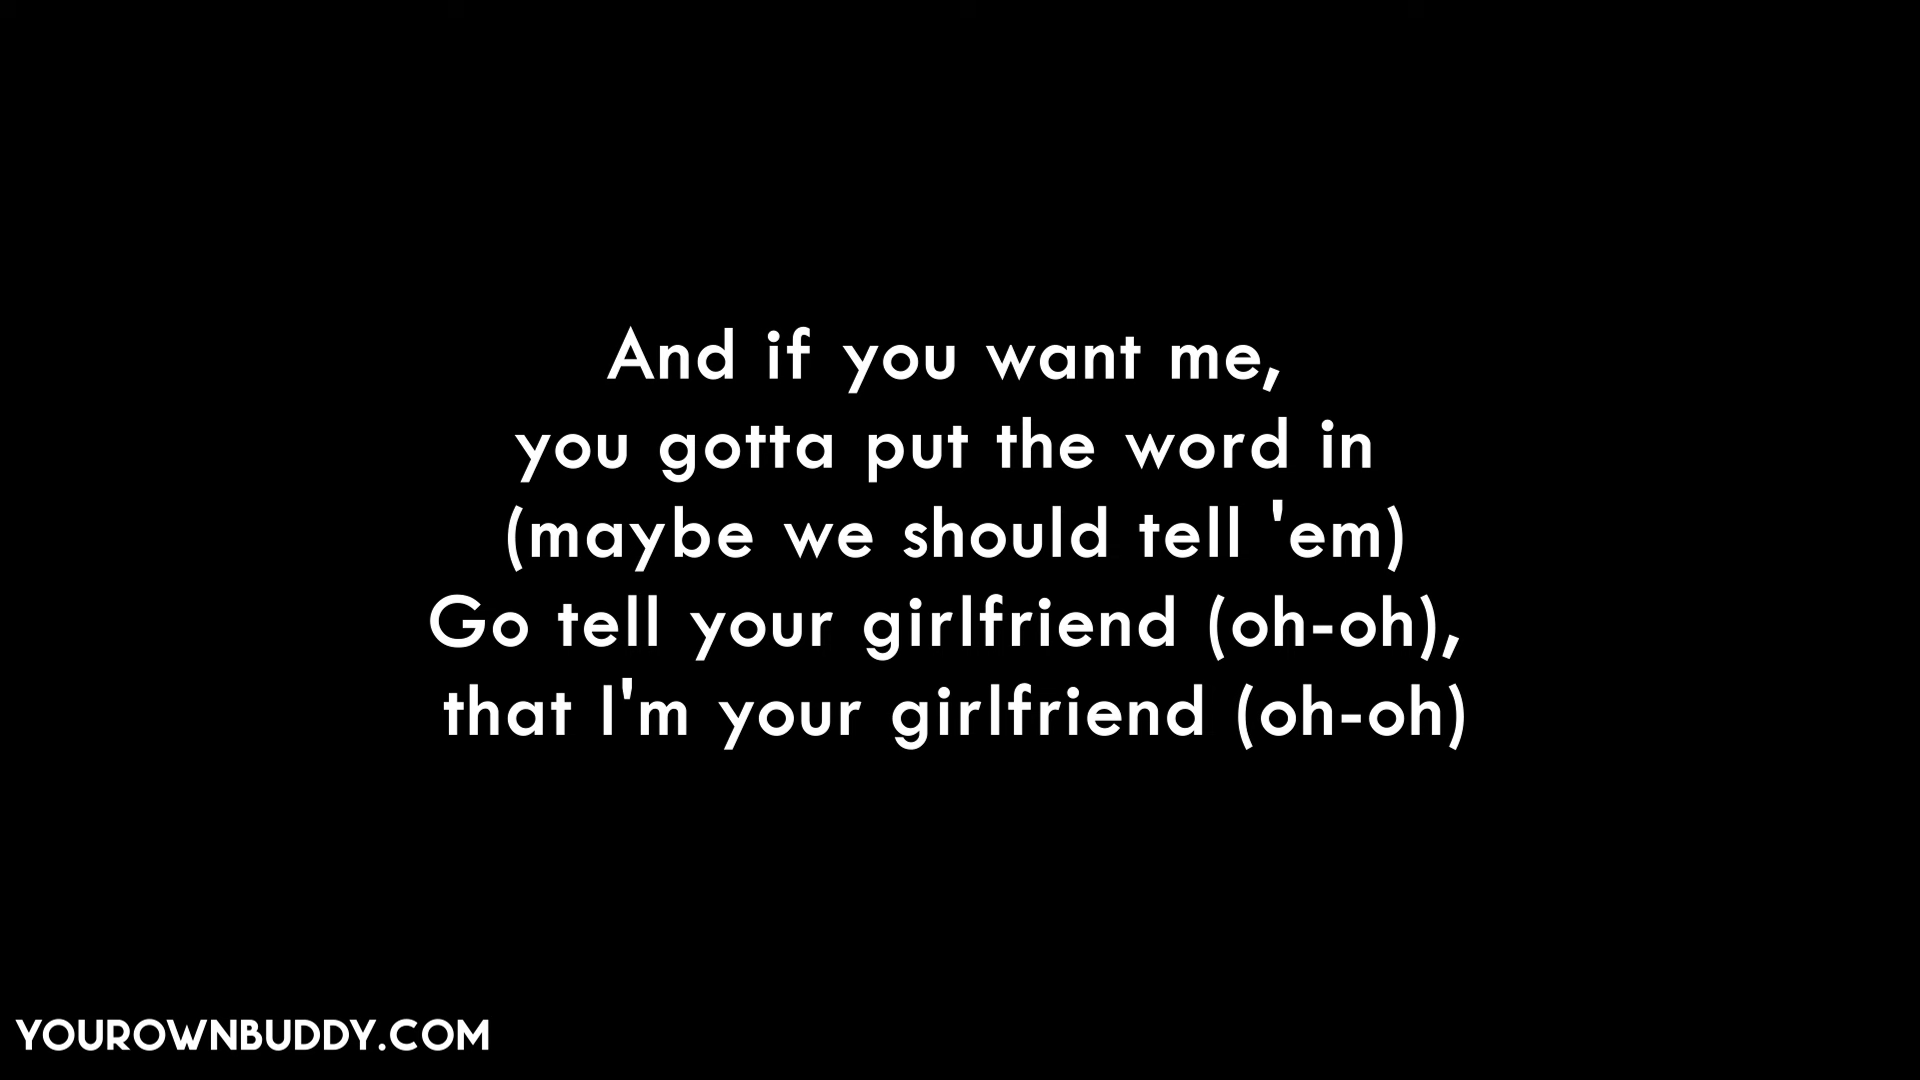 And if you want me,
you gotta put the word in
(maybe we should tell 'em)
Go tell your girlfriend (oh-oh),
that I'm your girlfriend (oh-oh)
YOUROWNBUDDY.COM